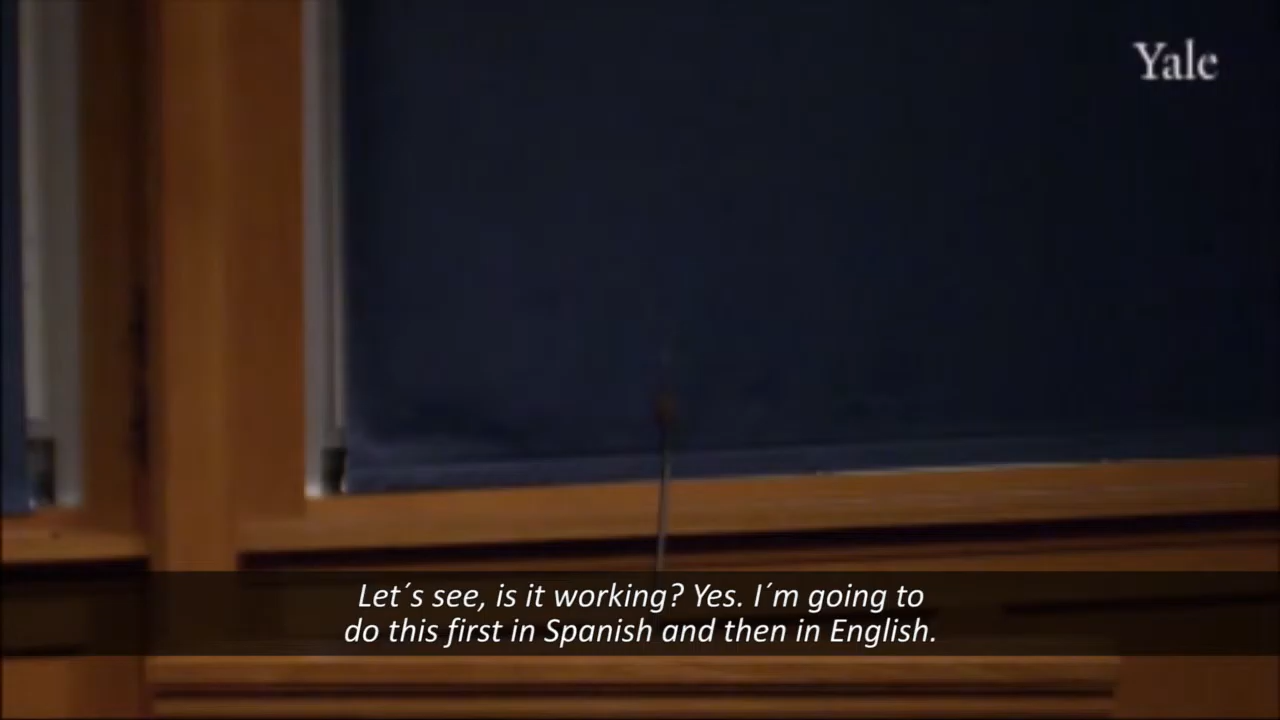 Yale
Let´s see, is it working? Yes. I´m going to
do this first in Spanish and then in English.